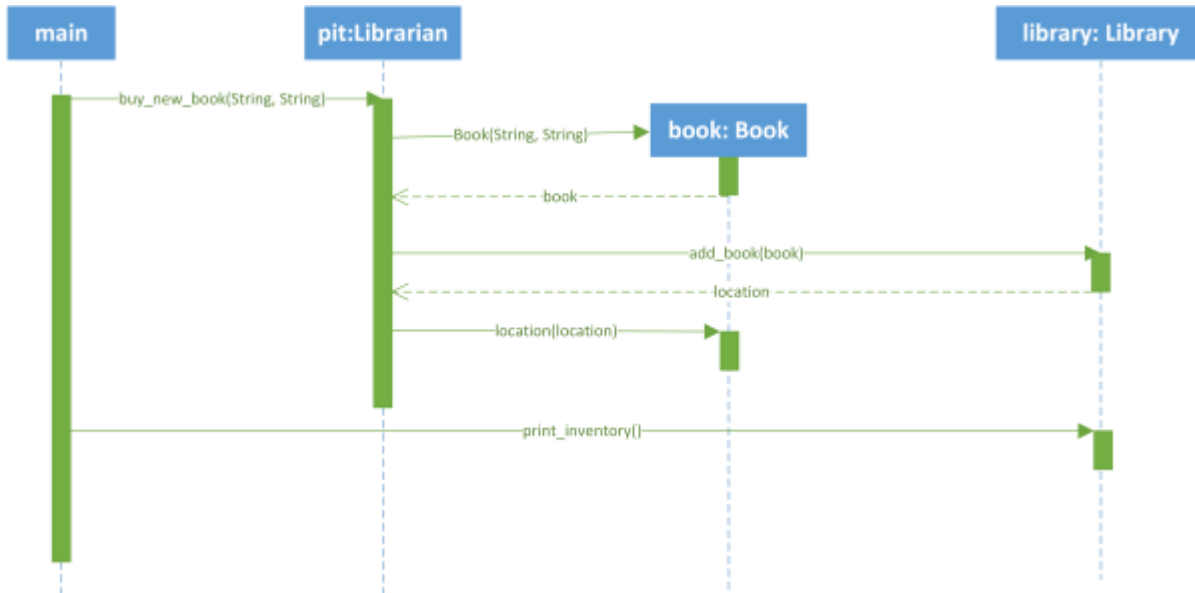 main
pit:Librarian
library: Library
buy_new_book(String, String)
Book(String, String)
book: Book
book
add_book(book)
location
location(location)
print_inventory()